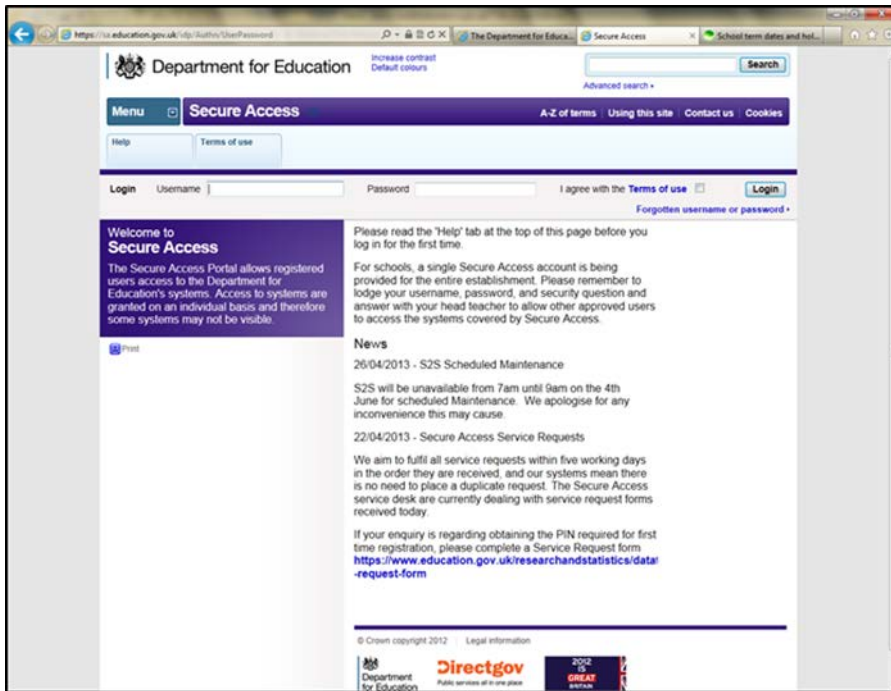 https://sa.education.gov.uk/idp/Authn/UserPassword
The Department for Educa...
Secure Access
School term dates and hol...
Department for Education
Increase contrast
Default colours
Search
Advanced search
Menu
Secure Access
A-Z of terms
Using this site
Contact us
Cookies
Help
Terms of use
Login
Username
Password
I agree with the Terms of use
Login
Forgotten username or password
Welcome to
Secure Access
The Secure Access Portal allows registered
users access to the Department for
Education's systems. Access to systems are
granted on an individual basis and therefore
some systems may not be visible.
Print
Please read the 'Help' tab at the top of this page before you
log in for the first time.
For schools, a single Secure Access account is being
provided for the entire establishment. Please remember to
lodge your username, password, and security question and
answer with your head teacher to allow other approved users
to access the systems covered by Secure Access.
News
26/04/2013 - S2S Scheduled Maintenance
S2S will be unavailable from 7am until 9am on the 4th
June for scheduled Maintenance. We apologise for any
inconvenience this may cause.
22/04/2013 - Secure Access Service Requests
We aim to fulfil all service requests within five working days
in the order they are received, and our systems mean there
is no need to place a duplicate request. The Secure Access
service desk are currently dealing with service request forms
received today.
If your enquiry is regarding obtaining the PIN required for first
time registration, please complete a Service Request form
https://www.education.gov.uk/researchandstatistics/data
-request-form
© Crown copyright 2012
Legal information
Department
for Education
Directgov
Public services all in one place
2012
IS
GREAT
BRITAIN